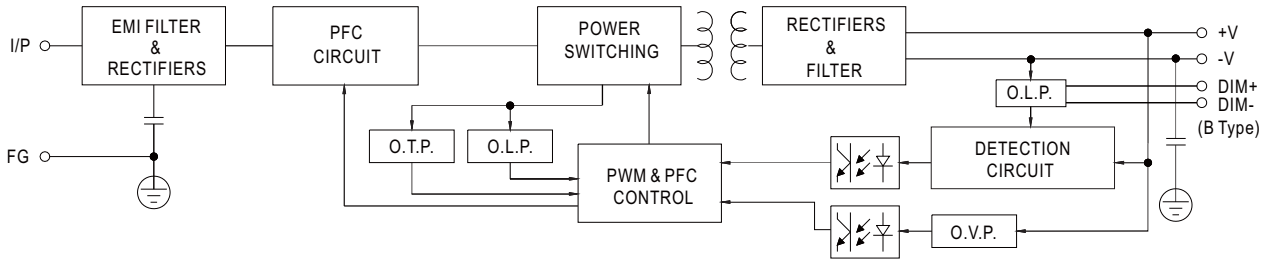 I/P
EMI FILTER
&
RECTIFIERS
PFC
CIRCUIT
POWER
SWITCHING
RECTIFIERS
&
FILTER
+V
-V
DIM+
DIM-
(B Type)
O.L.P.
FG
O.T.P.
O.L.P.
PWM & PFC
CONTROL
DETECTION
CIRCUIT
O.V.P.